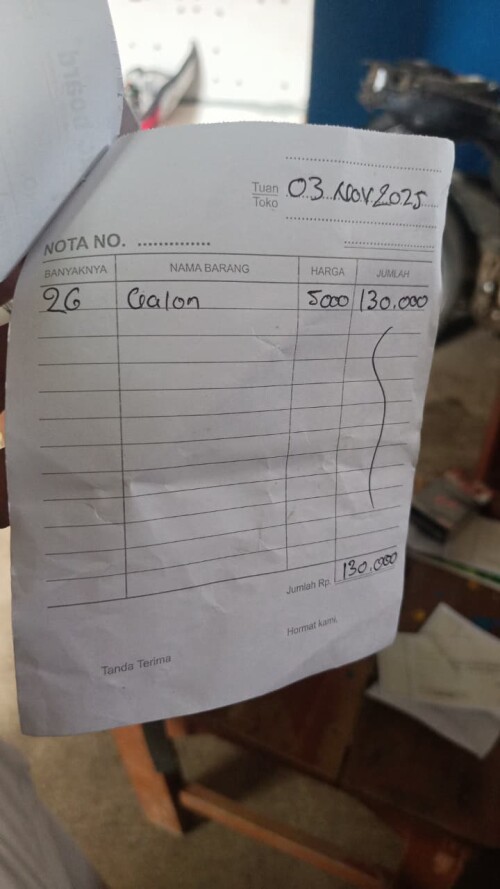 Tuan 03 Nov 2025
Toko
NOTA NO. ..............
BANYAKNYA NAMA BARANG HARGA JUMLAH
26 Galon 5000 130.000
Jumlah Rp. 130.000
Hormat kami,
Tanda Terima